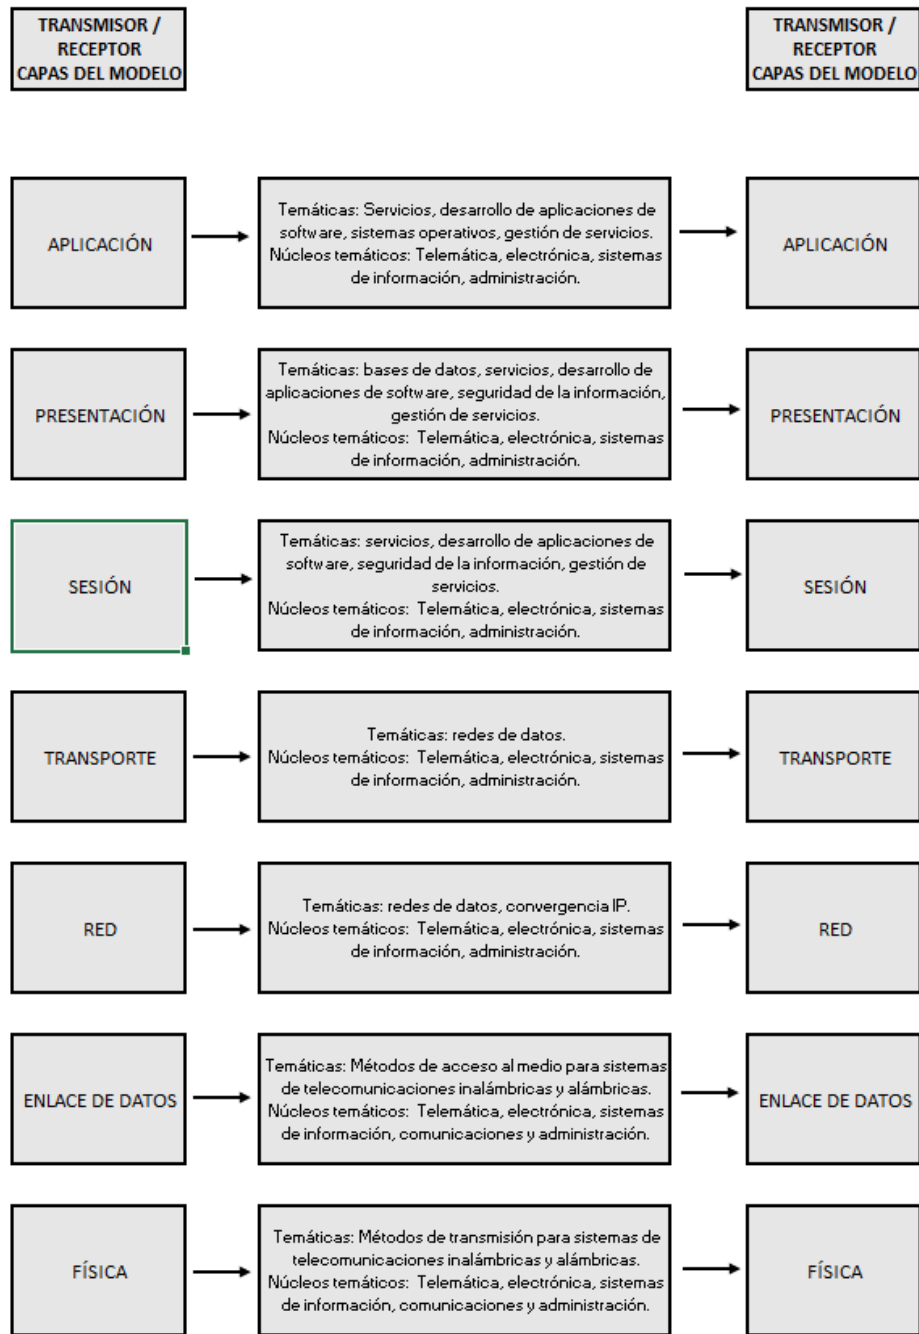 TRANSMISOR /
RECEPTOR
CAPAS DEL MODELO
TRANSMISOR /
RECEPTOR
CAPAS DEL MODELO
APLICACIÓN
Temáticas: Servicios, desarrollo de aplicaciones de
software, sistemas operativos, gestión de servicios.
Núcleos temáticos: Telemática, electrónica, sistemas
de información, administración.
APLICACIÓN
PRESENTACIÓN
Temáticas: bases de datos, servicios, desarrollo de
aplicaciones de software, seguridad de la información,
gestión de servicios.
Núcleos temáticos: Telemática, electrónica, sistemas
de información, administración.
PRESENTACIÓN
SESIÓN
Temáticas: servicios, desarrollo de aplicaciones de
software, seguridad de la información, gestión de
servicios.
Núcleos temáticos: Telemática, electrónica, sistemas
de información, administración.
SESIÓN
TRANSPORTE
Temáticas: redes de datos.
Núcleos temáticos: Telemática, electrónica, sistemas
de información, administración.
TRANSPORTE
RED
Temáticas: redes de datos, convergencia IP.
Núcleos temáticos: Telemática, electrónica, sistemas
de información, administración.
RED
ENLACE DE DATOS
Temáticas: Métodos de acceso al medio para sistemas
de telecomunicaciones inalámbricas y alámbricas.
Núcleos temáticos: Telemática, electrónica, sistemas
de información, comunicaciones y administración.
ENLACE DE DATOS
FÍSICA
Temáticas: Métodos de transmisión para sistemas de
telecomunicaciones inalámbricas y alámbricas.
Núcleos temáticos: Telemática, electrónica, sistemas
de información, comunicaciones y administración.
FÍSICA